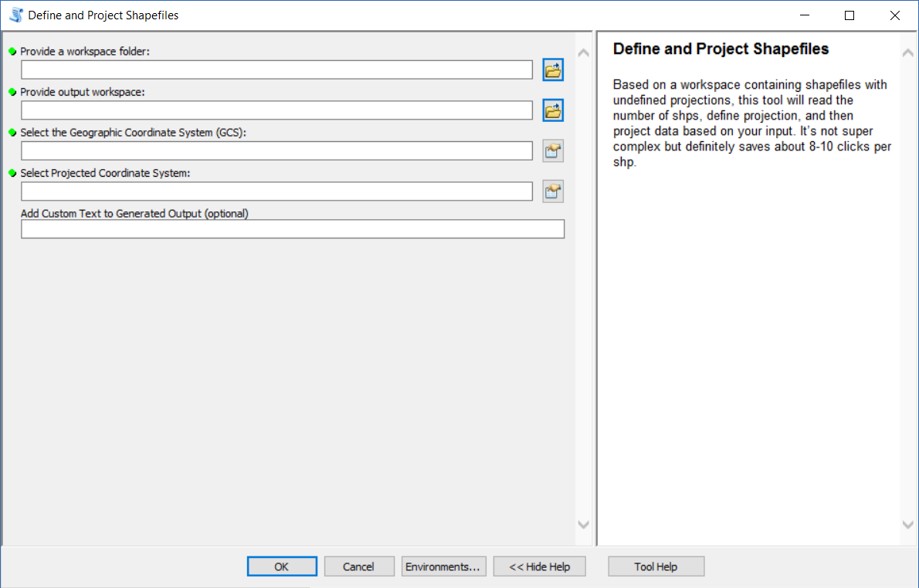 Define and Project Shapefiles
Provide a workspace folder:
Provide output workspace:
Select the Geographic Coordinate System (GCS):
Select Projected Coordinate System:
Add Custom Text to Generated Output (optional)
Define and Project Shapefiles
Based on a workspace containing shapefiles with
undefined projections, this tool will read the
number of shps, define projection, and then
project data based on your input. It's not super
complex but definitely saves about 8-10 clicks per
shp.
OK
Cancel
Environments...
<< Hide Help
Tool Help